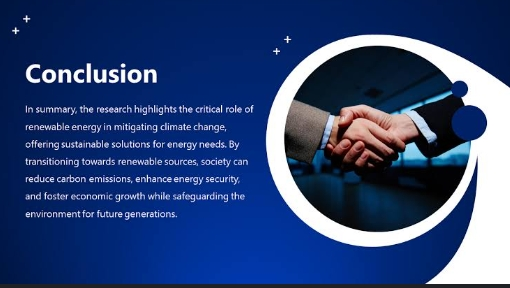 Conclusion
In summary, the research highlights the critical role of
renewable energy in mitigating climate change,
offering sustainable solutions for energy needs. By
transitioning towards renewable sources, society can
reduce carbon emissions, enhance energy security,
and foster economic growth while safeguarding the
environment for future generations.